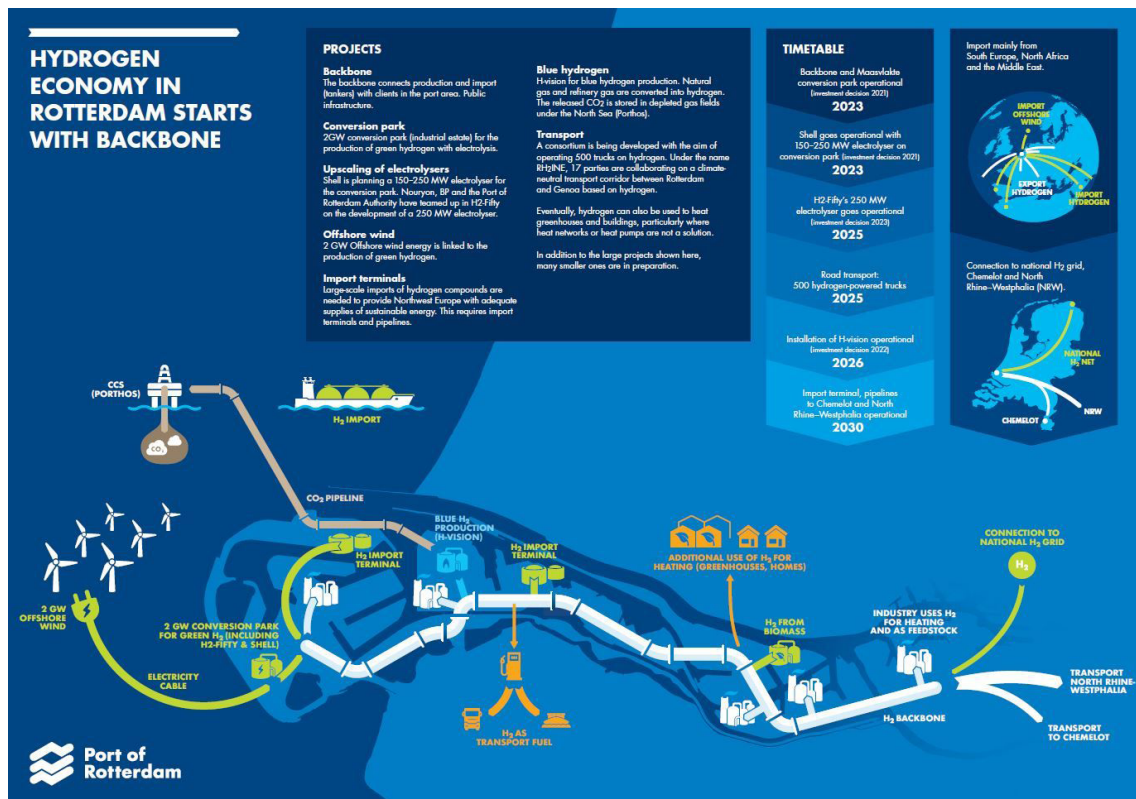 HYDROGEN
ECONOMY IN
ROTTERDAM STARTS
WITH BACKBONE
PROJECTS
Backbone
The backbone connects production and import
(tankers) with clients in the port area. Public
infrastructure.
Conversion park
2GW conversion park (industrial estate) for the
production of green hydrogen with electrolysis.
Upscaling of electrolysers
Shell is planning a 150–250 MW electrolyser for
the conversion park. Nouryon, BP and the Port of
Rotterdam Authority have teamed up in H2-Fifty
on the development of a 250 MW electrolyser.
Offshore wind
2 GW Offshore wind energy is linked to the
production of green hydrogen.
Import terminals
Large-scale imports of hydrogen compounds are
needed to provide Northwest Europe with adequate
supplies of sustainable energy. This requires import
terminals and pipelines.
Blue hydrogen
H-vision for blue hydrogen production. Natural
gas and refinery gas are converted into hydrogen.
The released CO₂ is stored in depleted gas fields
under the North Sea (Porthos).
Transport
A consortium is being developed with the aim of
operating 500 trucks on hydrogen. Under the name
RH₂INE, 17 parties are collaborating on a climate-
neutral transport corridor between Rotterdam
and Genoa based on hydrogen.
Eventually, hydrogen can also be used to heat
greenhouses and buildings, particularly where
heat networks or heat pumps are not a solution.
In addition to the large projects shown here,
many smaller ones are in preparation.
TIMETABLE
Backbone and Maasvlakte
conversion park operational
(investment decision 2021)
2023
Shell goes operational with
150–250 MW electrolyser on
conversion park (investment decision 2021)
2023
H2-Fifty's 250 MW
electrolyser goes operational
(investment decision 2023)
2025
Road transport:
500 hydrogen-powered trucks
2025
Installation of H-vision operational
(investment decision 2022)
2026
Import terminal, pipelines
to Chemelot and North
Rhine–Westphalia operational
2030
Import mainly from
South Europe, North Africa
and the Middle East.
IMPORT
OFFSHORE
WIND
EXPORT
HYDROGEN
IMPORT
HYDROGEN
Connection to national H₂ grid,
Chemelot and North
Rhine–Westphalia (NRW).
NATIONAL
H₂ NET
NRW
CHEMELOT
CCS
(PORTHOS)
CO₂
H₂ IMPORT
CO₂ PIPELINE
BLUE H₂
PRODUCTION
(H-VISION)
H₂ IMPORT
TERMINAL
H₂ IMPORT
TERMINAL
ADDITIONAL USE OF H₂ FOR
HEATING (GREENHOUSES, HOMES)
CONNECTION TO
NATIONAL H₂ GRID
H₂
2 GW
OFFSHORE
WIND
2 GW CONVERSION PARK
FOR GREEN H₂ (INCLUDING
H2-FIFTY & SHELL)
ELECTRICITY
CABLE
H₂ FROM
BIOMASS
INDUSTRY USES H₂
FOR HEATING
AND AS FEEDSTOCK
H₂ AS
TRANSPORT FUEL
H₂ BACKBONE
TRANSPORT
NORTH RHINE-
WESTPHALIA
TRANSPORT
TO CHEMELOT
Port of
Rotterdam